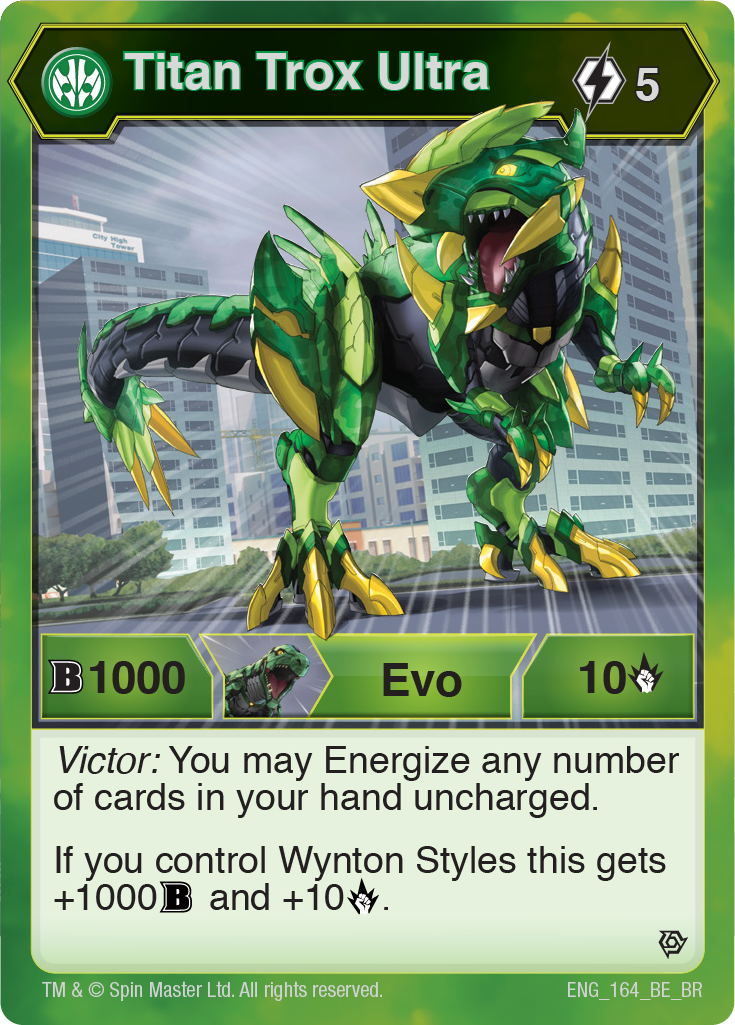 Titan Trox Ultra
5
City High
Tower
B 1000
Evo
10
Victor: You may Energize any number
of cards in your hand uncharged.
If you control Wynton Styles this gets
+1000B and +10.
TM & © Spin Master Ltd. All rights reserved.
ENG_164_BE_BR